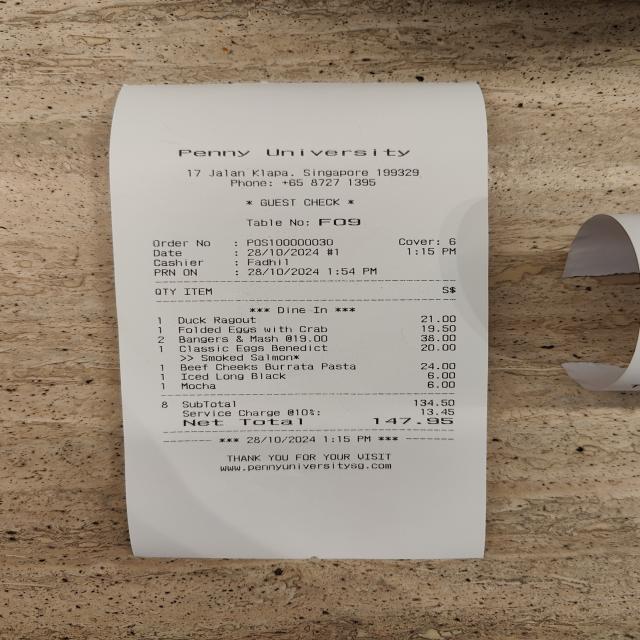 Penny University
17 Jalan Klapa, Singapore 199329
Phone: +65 8727 1395
* GUEST CHECK *
Table No: F09
Order No : POS100000030 Cover: 6
Date : 28/10/2024 #1 1:15 PM
Cashier : Fadhil
PRN ON : 28/10/2024 1:54 PM
QTY ITEM S$
*** Dine-In ***
1 Duck Ragout 21.00
1 Folded Eggs with Crab 19.50
2 Bangers & Mash @19.00 38.00
1 Classic Eggs Benedict 20.00
>> Smoked Salmon*
1 Beef Cheeks Burrata Pasta 24.00
1 Iced Long Black 6.00
1 Mocha 6.00
8 SubTotal 134.50
Service Charge @10%: 13.45
Net Total 147.95
*** 28/10/2024 1:15 PM ***
THANK YOU FOR YOUR VISIT
www.pennyuniversitysg.com